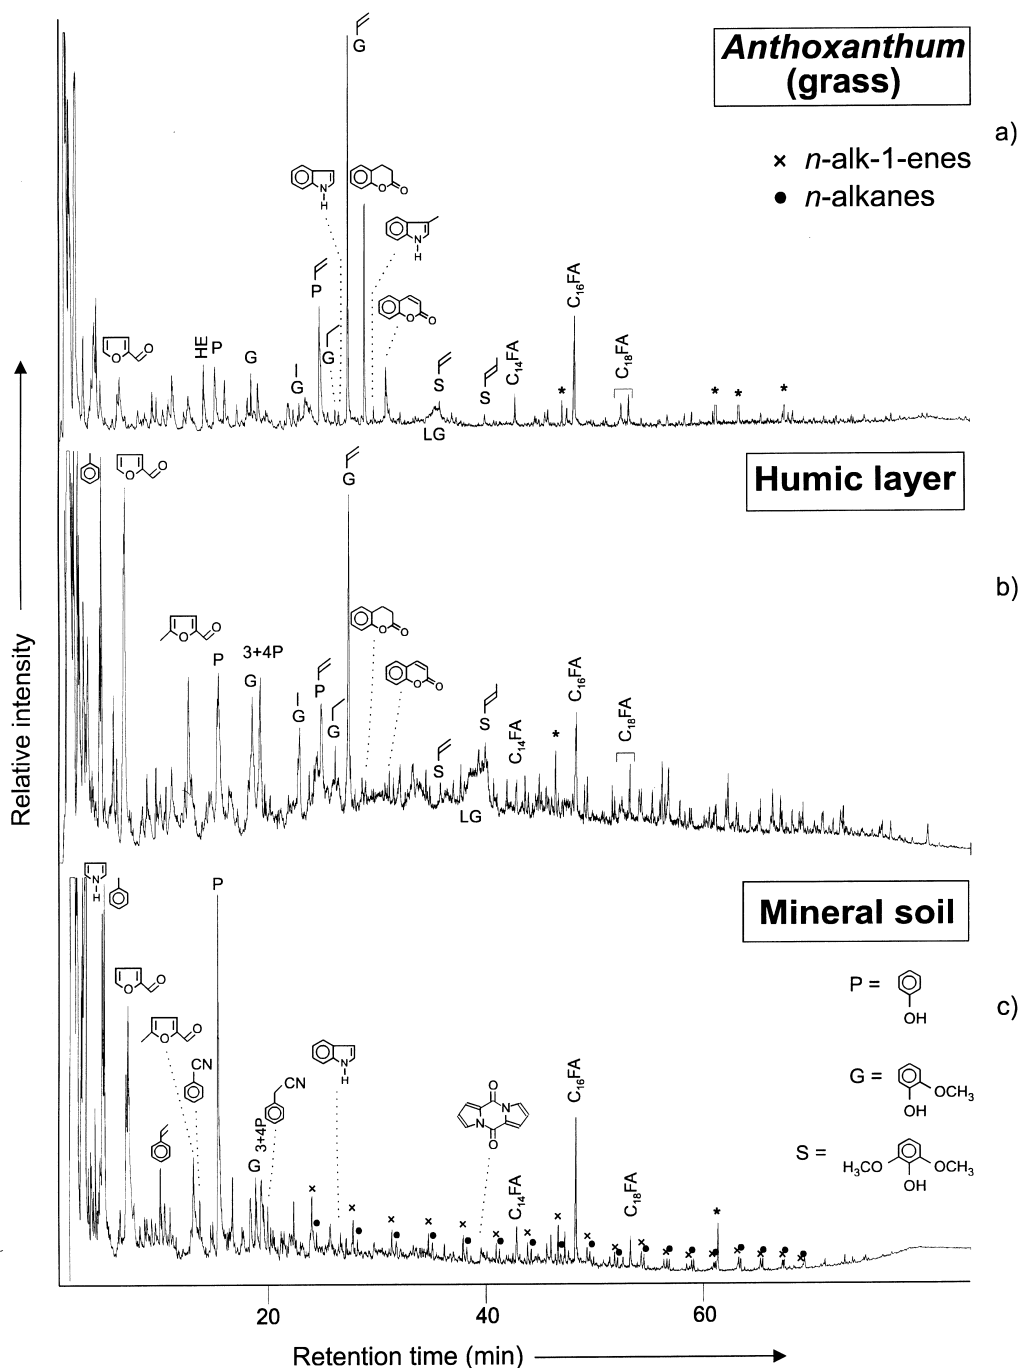 Anthoxanthum
(grass)
a)
× n-alk-1-enes
● n-alkanes
G
N
H
O
O
N
H
P
G
O
O
O
O
HE
P
G
G
S
S
LG
C14FA
*
C16FA
C18FA
*
*
*
Humic layer
b)
O
O
G
O
O
P
3+4P
G
G
P
G
O
O
O
O
S
LG
S
C14FA
*
C16FA
C18FA
Mineral soil
c)
N
H
P
O
O
O
O
CN
3+4P
G
CN
N
H
O
N
N
O
C14FA
C16FA
C18FA
*
P =
OH
G =
OCH3
OH
S =
H3CO
OCH3
OH
20
40
60
Relative intensity
Retention time (min)